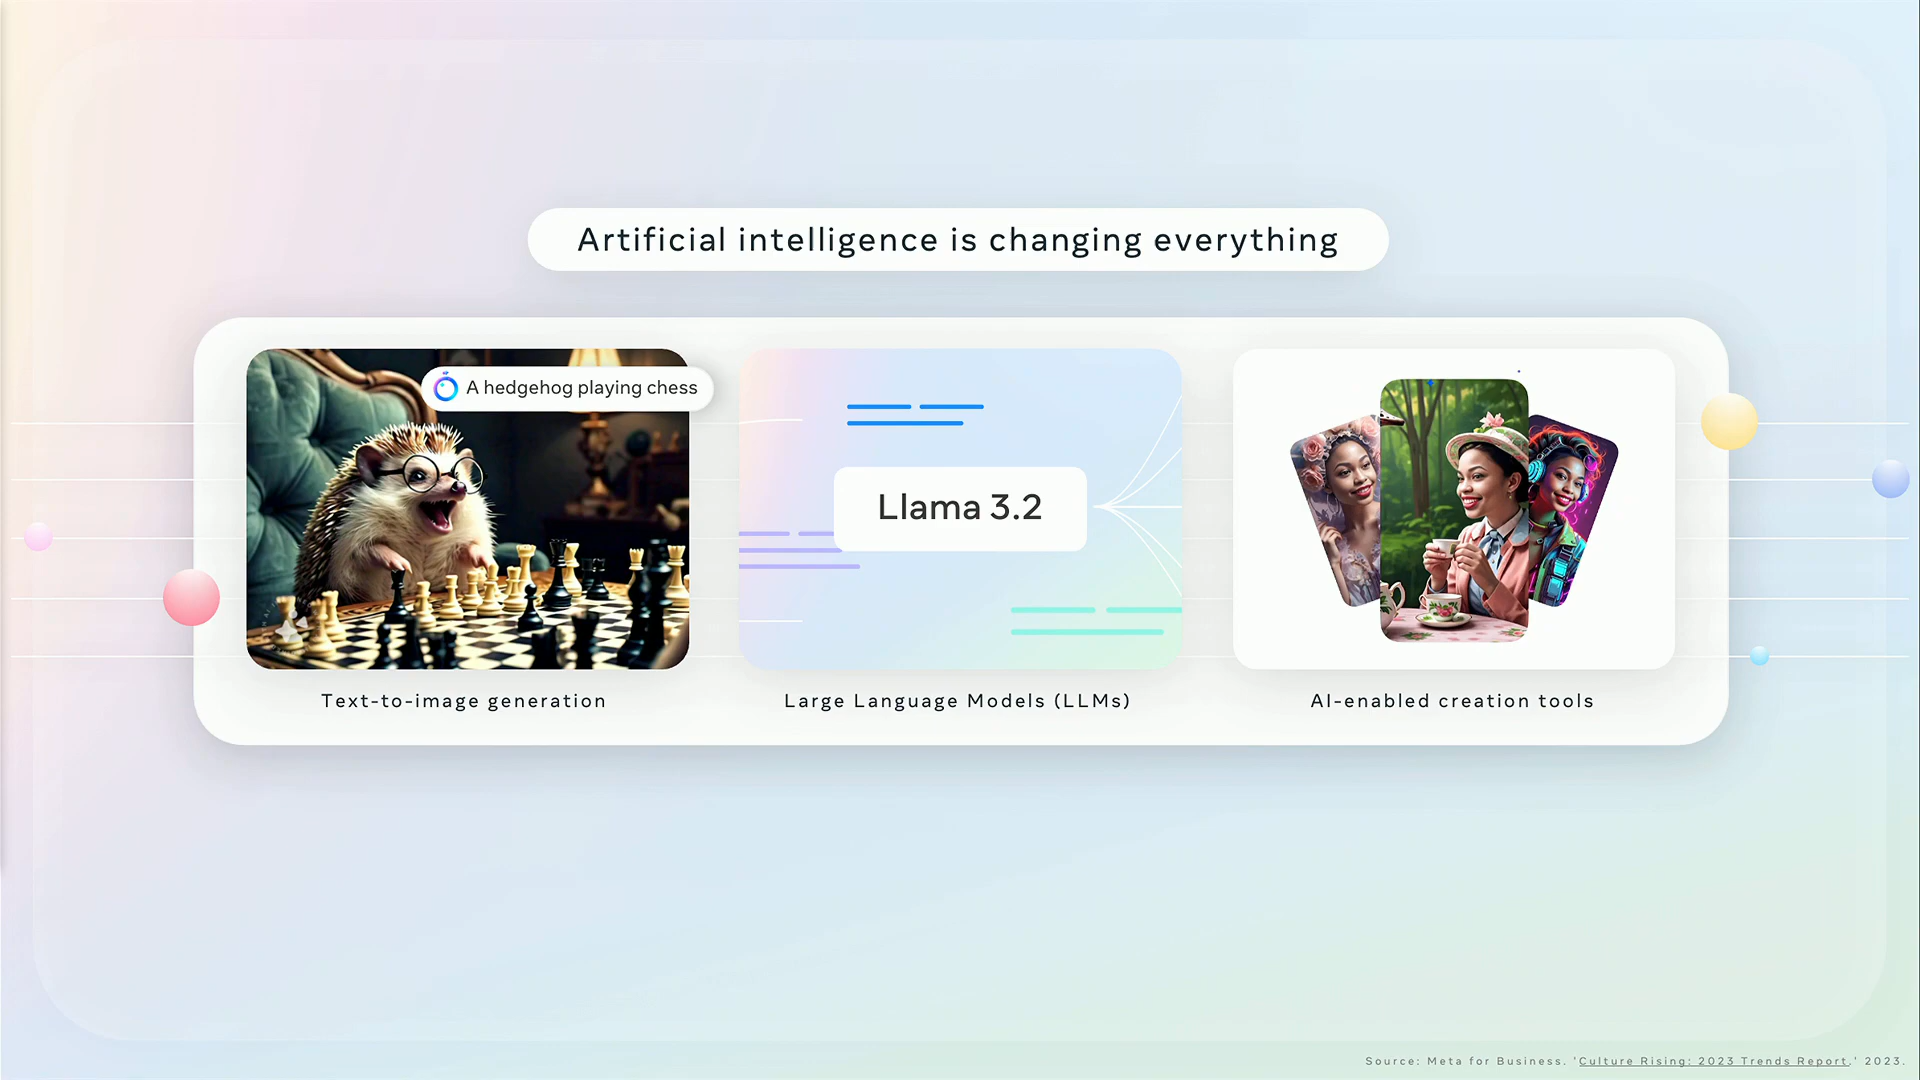 Artificial intelligence is changing everything
A hedgehog playing chess
Llama 3.2
Text-to-image generation
Large Language Models (LLMs)
AI-enabled creation tools
Source: Meta for Business. 'Culture Rising: 2023 Trends Report.' 2023.